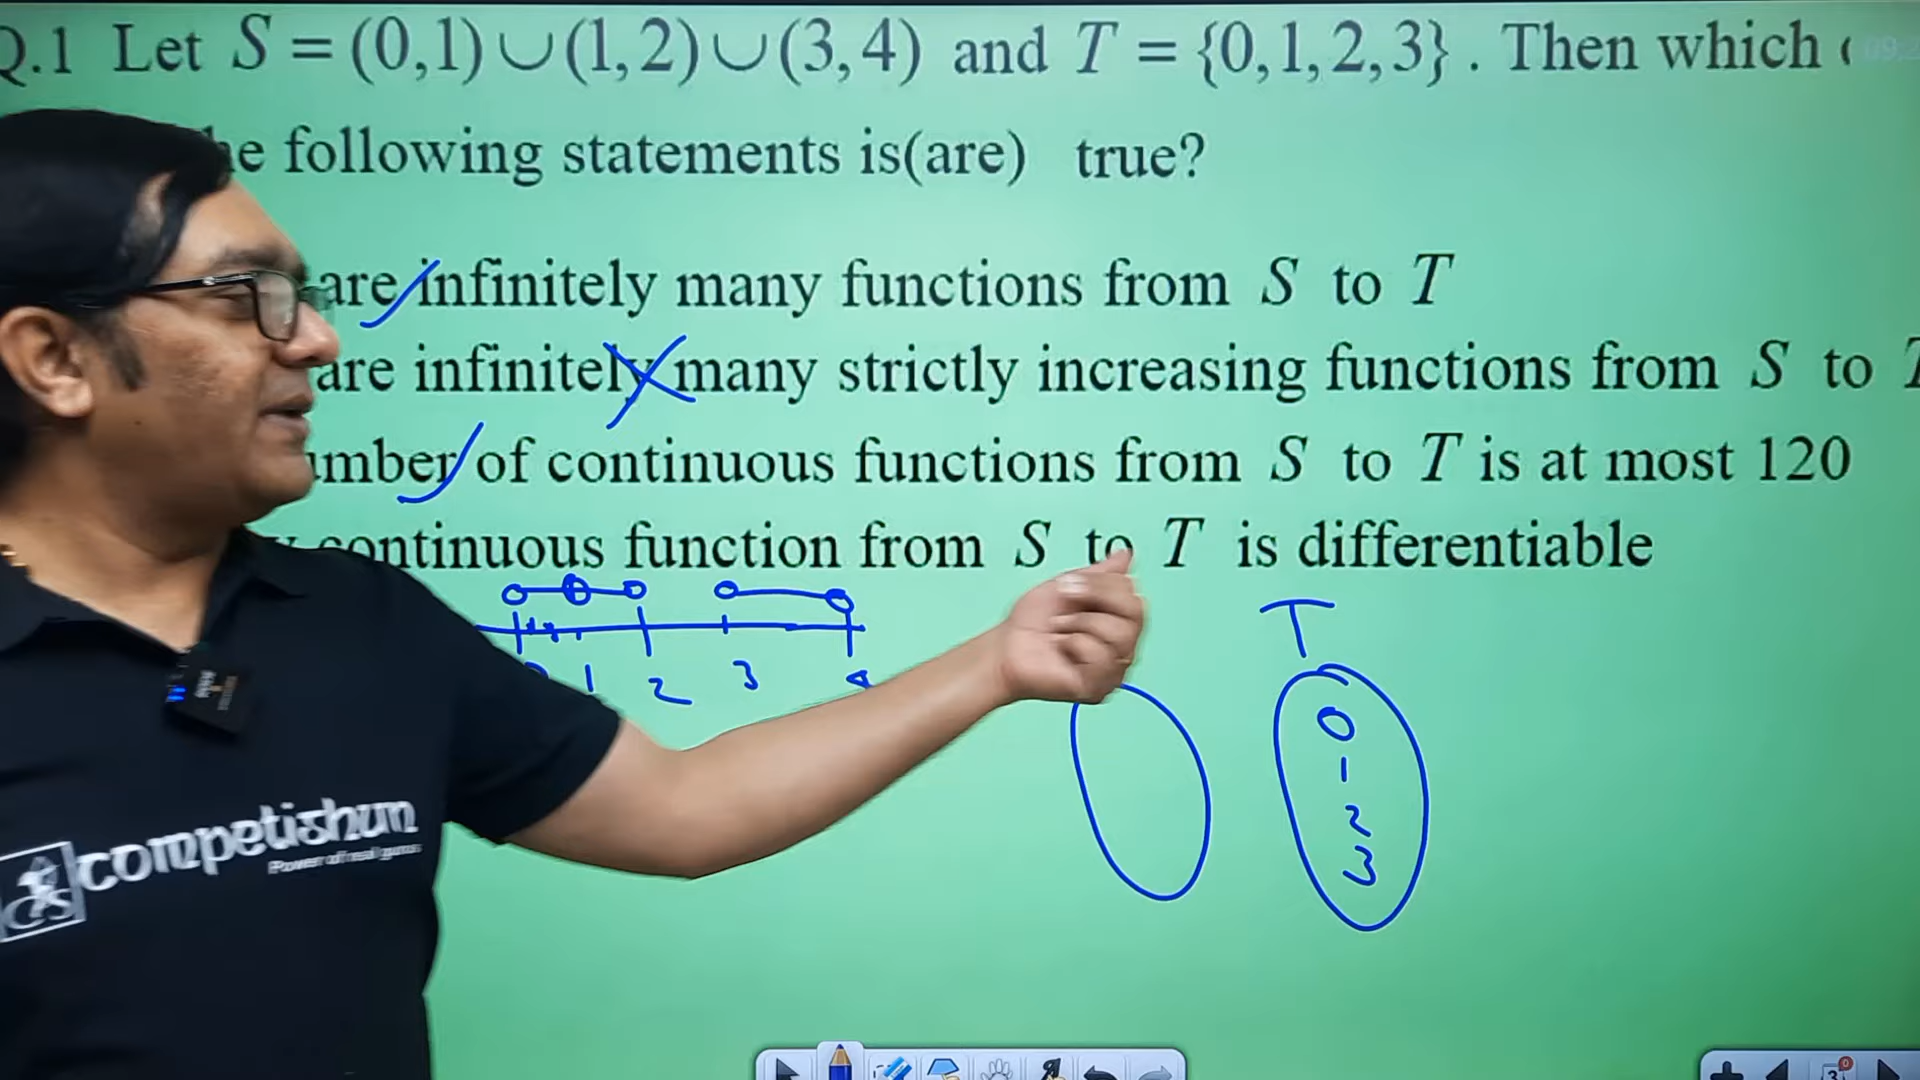 Q.1 Let S = (0,1)∪(1,2)∪(3,4) and T = {0,1,2,3}. Then which
following statements is(are) true?
are infinitely many functions from S to T
are infinitely many strictly increasing functions from S to T
of continuous functions from S to T is at most 120
continuous function from S to T is differentiable
1 2 3 4
T
0
1
2
3
competishun
CS